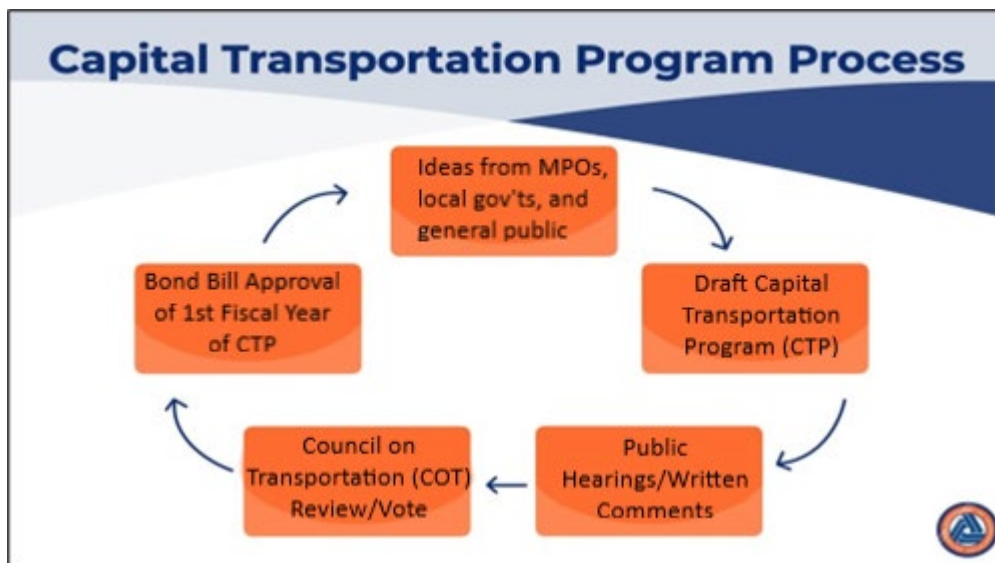 Capital Transportation Program Process
Ideas from MPOs,
local gov'ts, and
general public
Draft Capital
Transportation
Program (CTP)
Public
Hearings/Written
Comments
Council on
Transportation (COT)
Review/Vote
Bond Bill Approval
of 1st Fiscal Year
of CTP